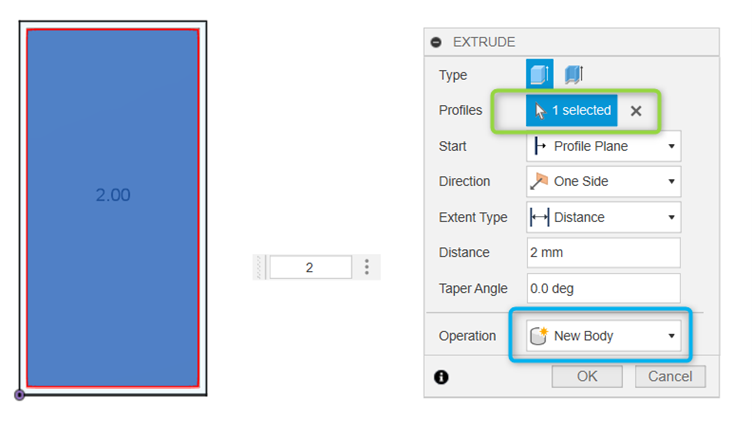 2.00
2
EXTRUDE
Type
Profiles 1 selected
Start Profile Plane
Direction One Side
Extent Type Distance
Distance 2 mm
Taper Angle 0.0 deg
Operation New Body
OK Cancel